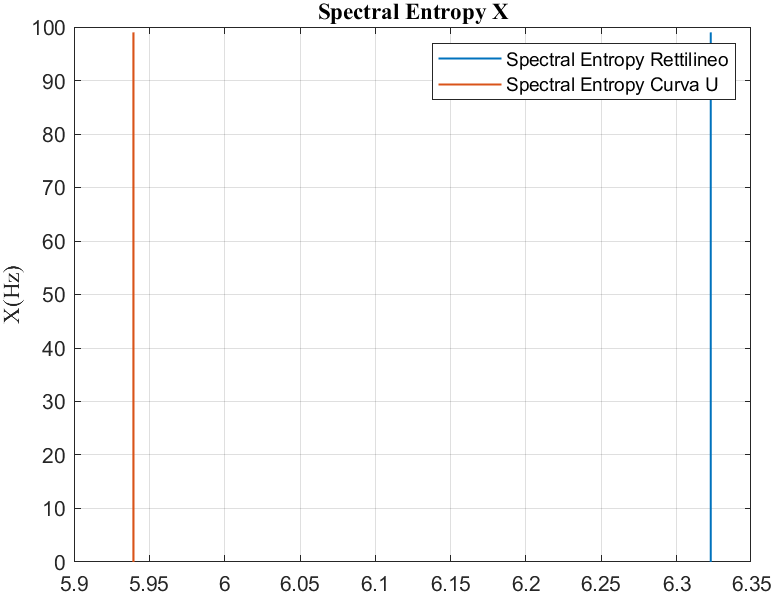 Spectral Entropy X
Spectral Entropy Rettilineo
Spectral Entropy Curva U
X(Hz)
100
90
80
70
60
50
40
30
20
10
0
5.9 5.95 6 6.05 6.1 6.15 6.2 6.25 6.3 6.35